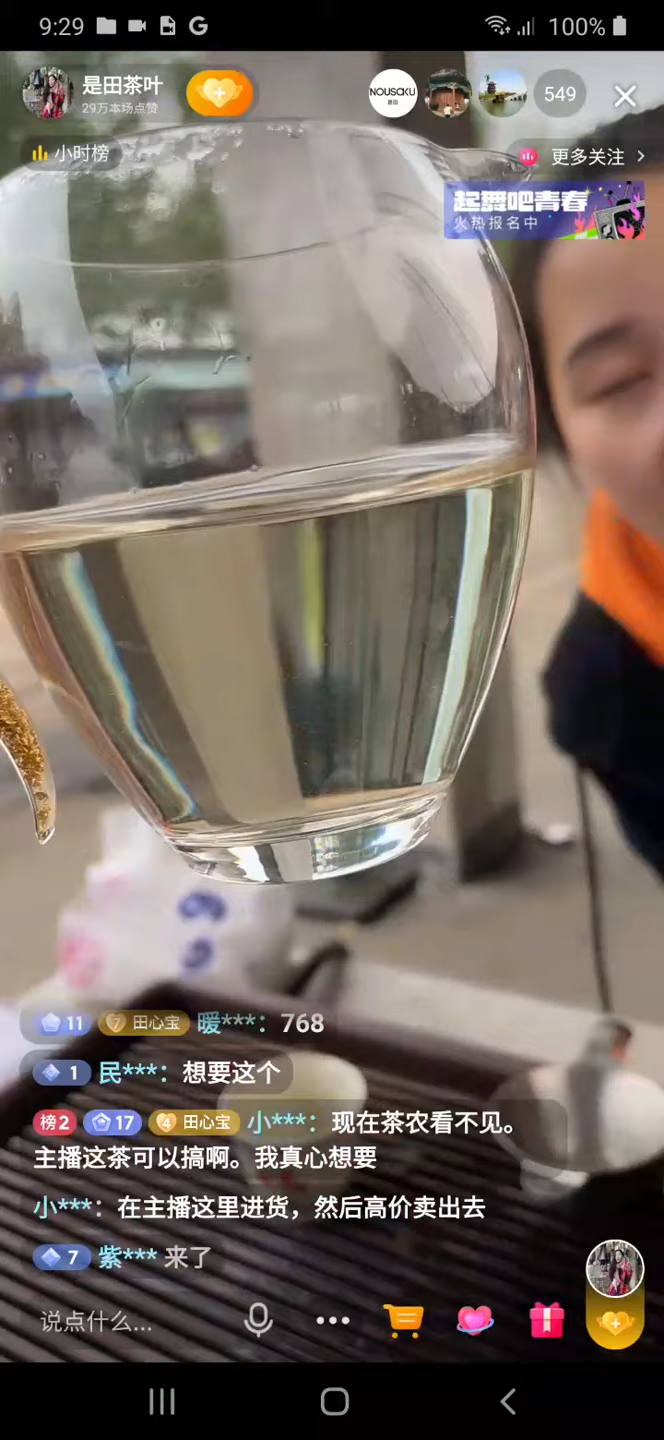 9:29
G
100%
是田茶叶
29万本场点赞
NOUSAKU
549
小时榜
更多关注
起舞吧青春
火热报名中
11 7 田心宝 暖***：768
1 民***：想要这个
榜2 17 4 田心宝 小***：现在茶农看不见。
主播这茶可以搞啊。我真心想要
小***：在主播这里进货，然后高价卖出去
7 紫*** 来了
说点什么...